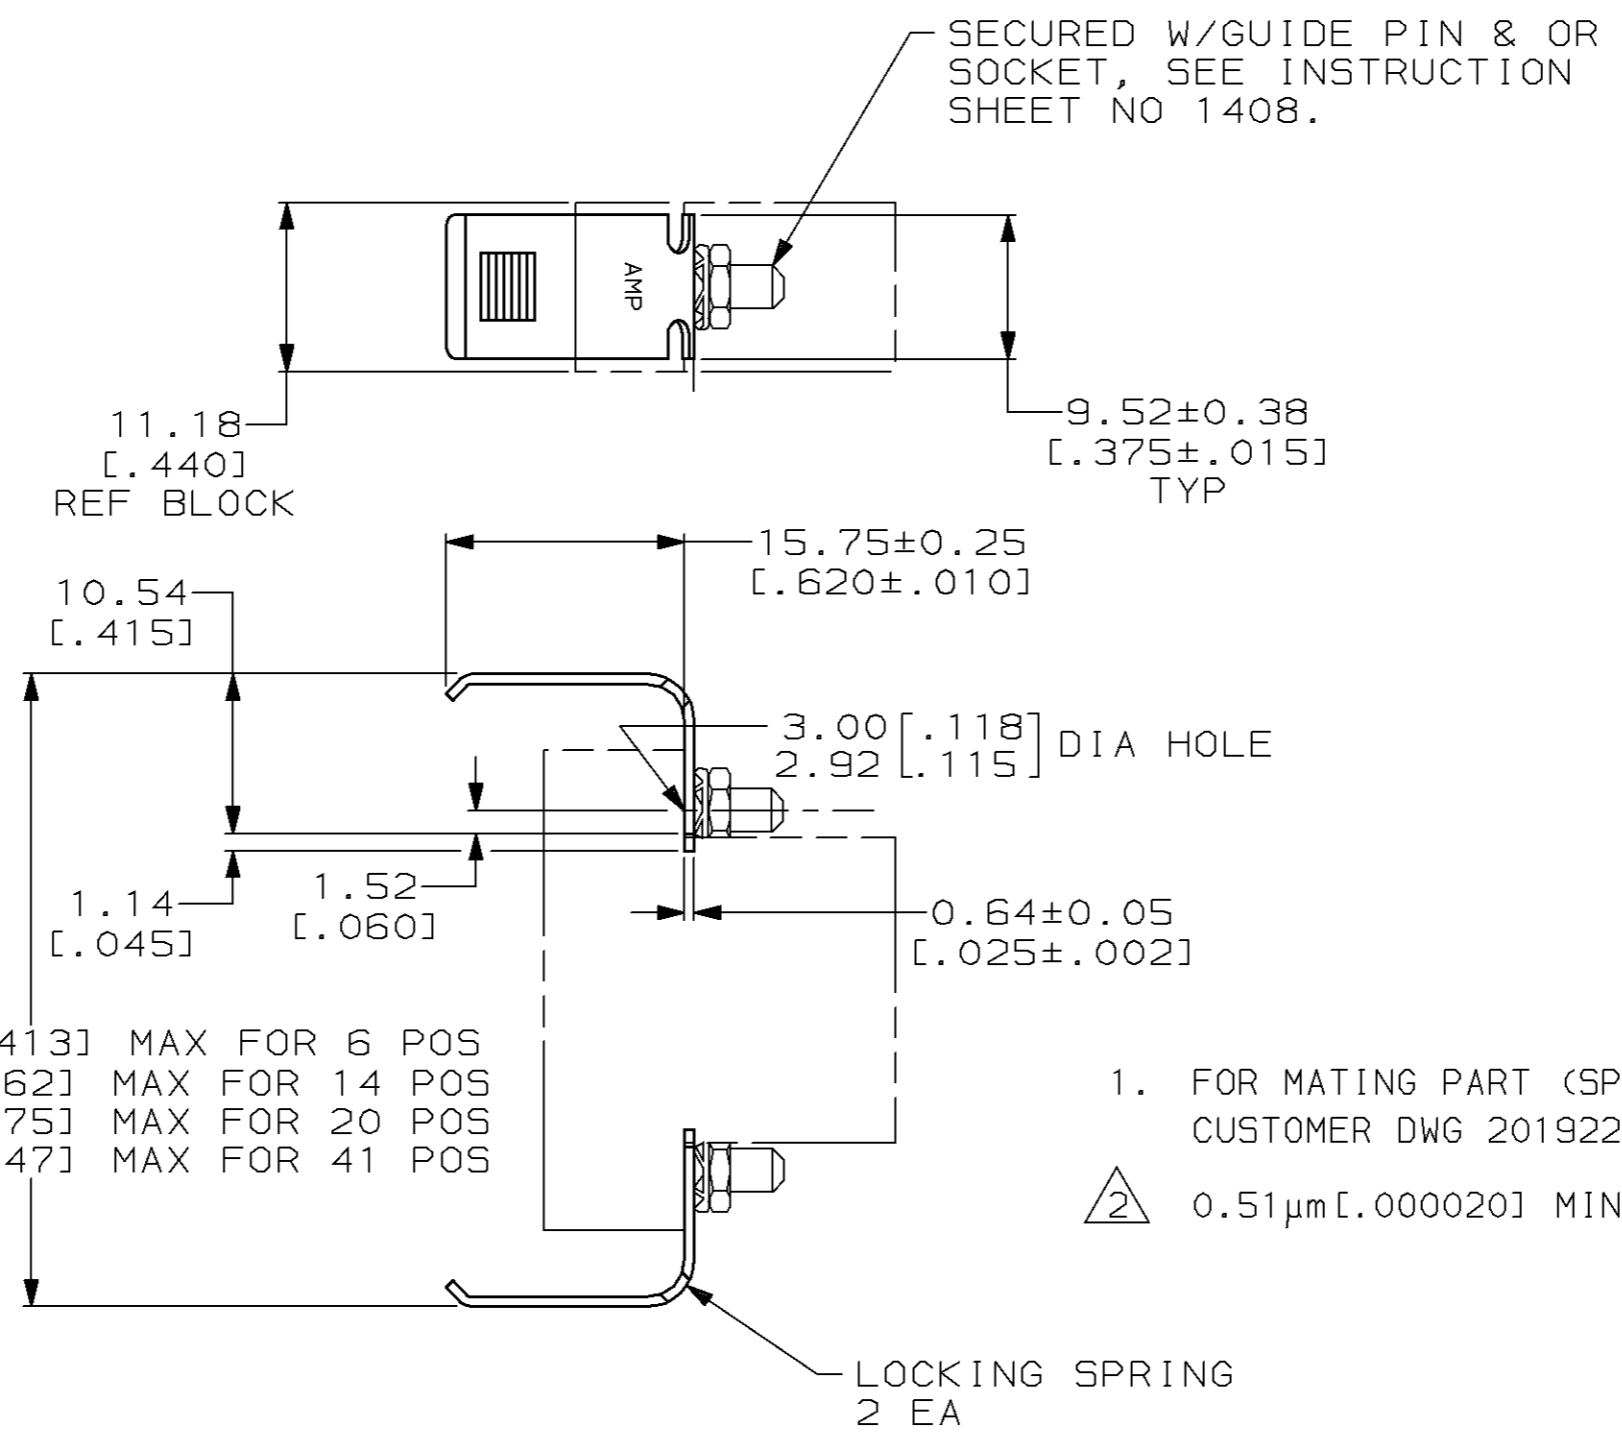 SECURED W/GUIDE PIN & OR
SOCKET, SEE INSTRUCTION
SHEET NO 1408.
AMP
11.18
[.440]
REF BLOCK
9.52±0.38
[.375±.015]
TYP
15.75±0.25
[.620±.010]
10.54
[.415]
3.00 [.118]
2.92 [.115]
DIA HOLE
1.14
[.045]
1.52
[.060]
0.64±0.05
[.025±.002]
413] MAX FOR 6 POS
62] MAX FOR 14 POS
75] MAX FOR 20 POS
47] MAX FOR 41 POS
1. FOR MATING PART (SP
CUSTOMER DWG 201922
2 0.51µm[.000020] MIN
LOCKING SPRING
2 EA